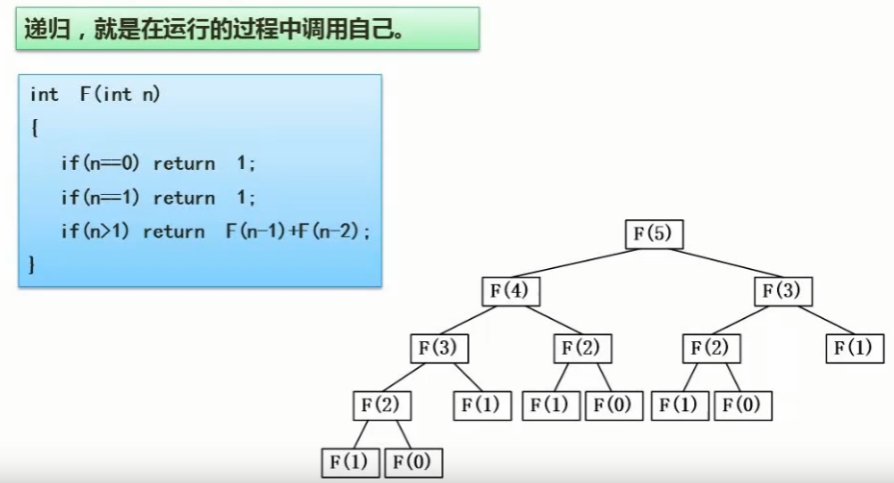 递归，就是在运行的过程中调用自己。
int F(int n)
{
if(n==0) return 1;
if(n==1) return 1;
if(n>1) return F(n-1)+F(n-2);
}
F(5)
F(4) F(3)
F(3) F(2) F(2) F(1)
F(2) F(1) F(1) F(0) F(1) F(0)
F(1) F(0)